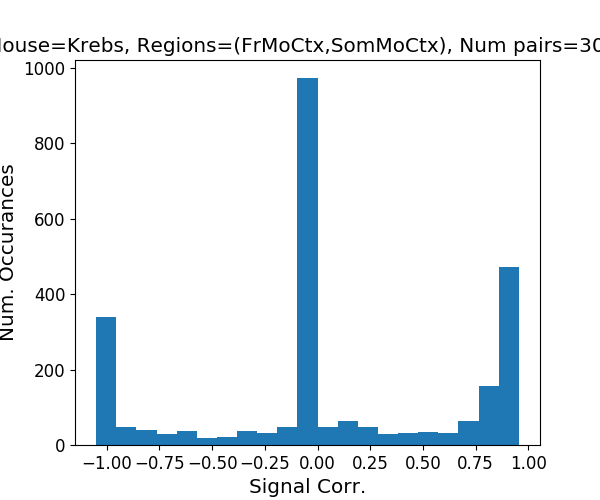 Mouse=Krebs, Regions=(FrMoCtx,SomMoCtx), Num pairs=30
1000
800
600
400
200
0
Num. Occurances
−1.00 −0.75 −0.50 −0.25 0.00 0.25 0.50 0.75 1.00
Signal Corr.